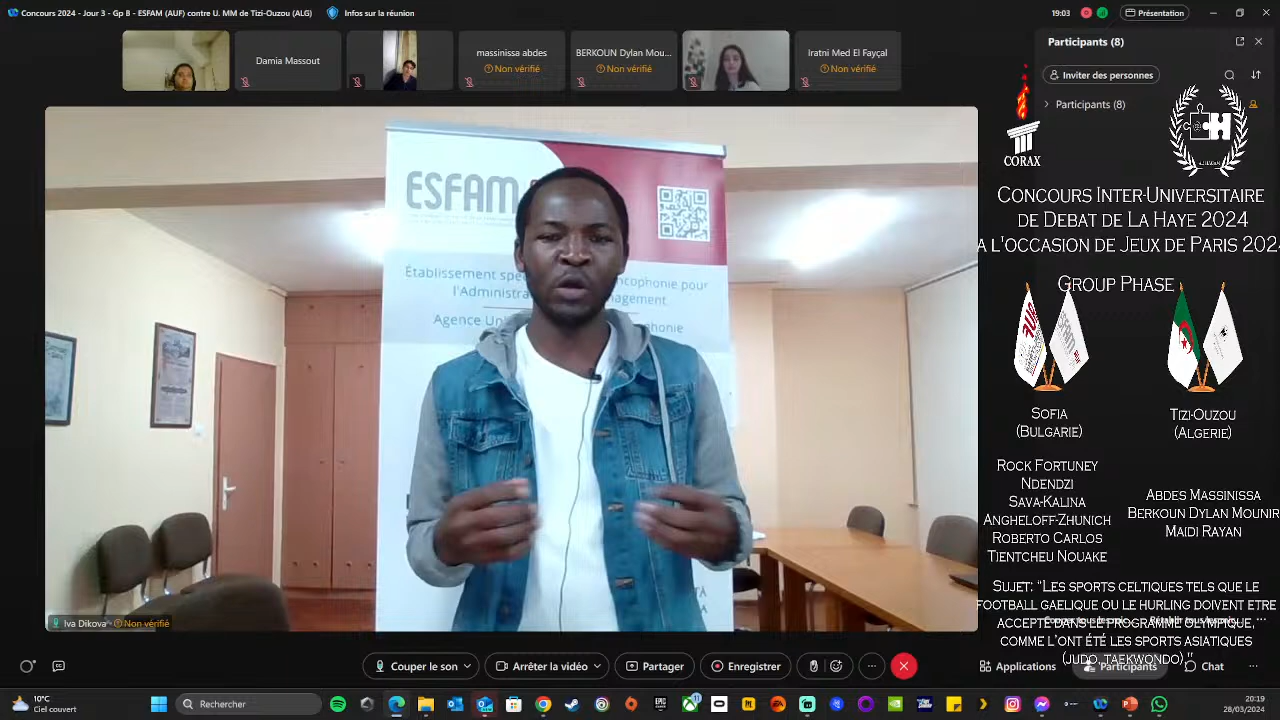 Concours 2024 - Jour 3 - Gp B - ESFAM (AUF) contre U. MM de Tizi-Ouzou (ALG)
Infos sur la réunion
19:03
Présentation
Damia Massout
massinissa abdes
Non vérifié
BERKOUN Dylan Mou...
Non vérifié
Iratni Med El Fayçal
Non vérifié
Participants (8)
Inviter des personnes
Participants (8)
CORAX
CONCOURS INTER-UNIVERSITAIRE
DE DEBAT DE LA HAYE 2024
A L'OCCASION DE JEUX DE PARIS 202
GROUP PHASE
SOFIA
(BULGARIE)
TIZI-OUZOU
(ALGERIE)
ROCK FORTUNEY
NDENDZI
SAVA-KALINA
ANGHELOFF-ZHUNICH
ROBERTO CARLOS
TIENTCHEU NOUAKE
ABDES MASSINISSA
BERKOUN DYLAN MOUNIR
MAIDI RAYAN
SUJET: "LES SPORTS CELTIQUES TELS QUE LE
FOOTBALL GAELIQUE OU LE HURLING DOIVENT ETRE
ACCEPTE DANS LE PROGRAMME OLYMPIQUE,
COMME L'ONT ÉTÉ LES SPORTS ASIATIQUES
(JUDO, TAEKWONDO)."
ESFAM
Établissement spé ncophonie pour
l'Administra nagement
Agence Un phonie
Iva Dikova
Non vérifié
Couper le son
Arrêter la vidéo
Partager
Enregistrer
Applications
Participants
Chat
10°C
Ciel couvert
Rechercher
20:19
28/03/2024